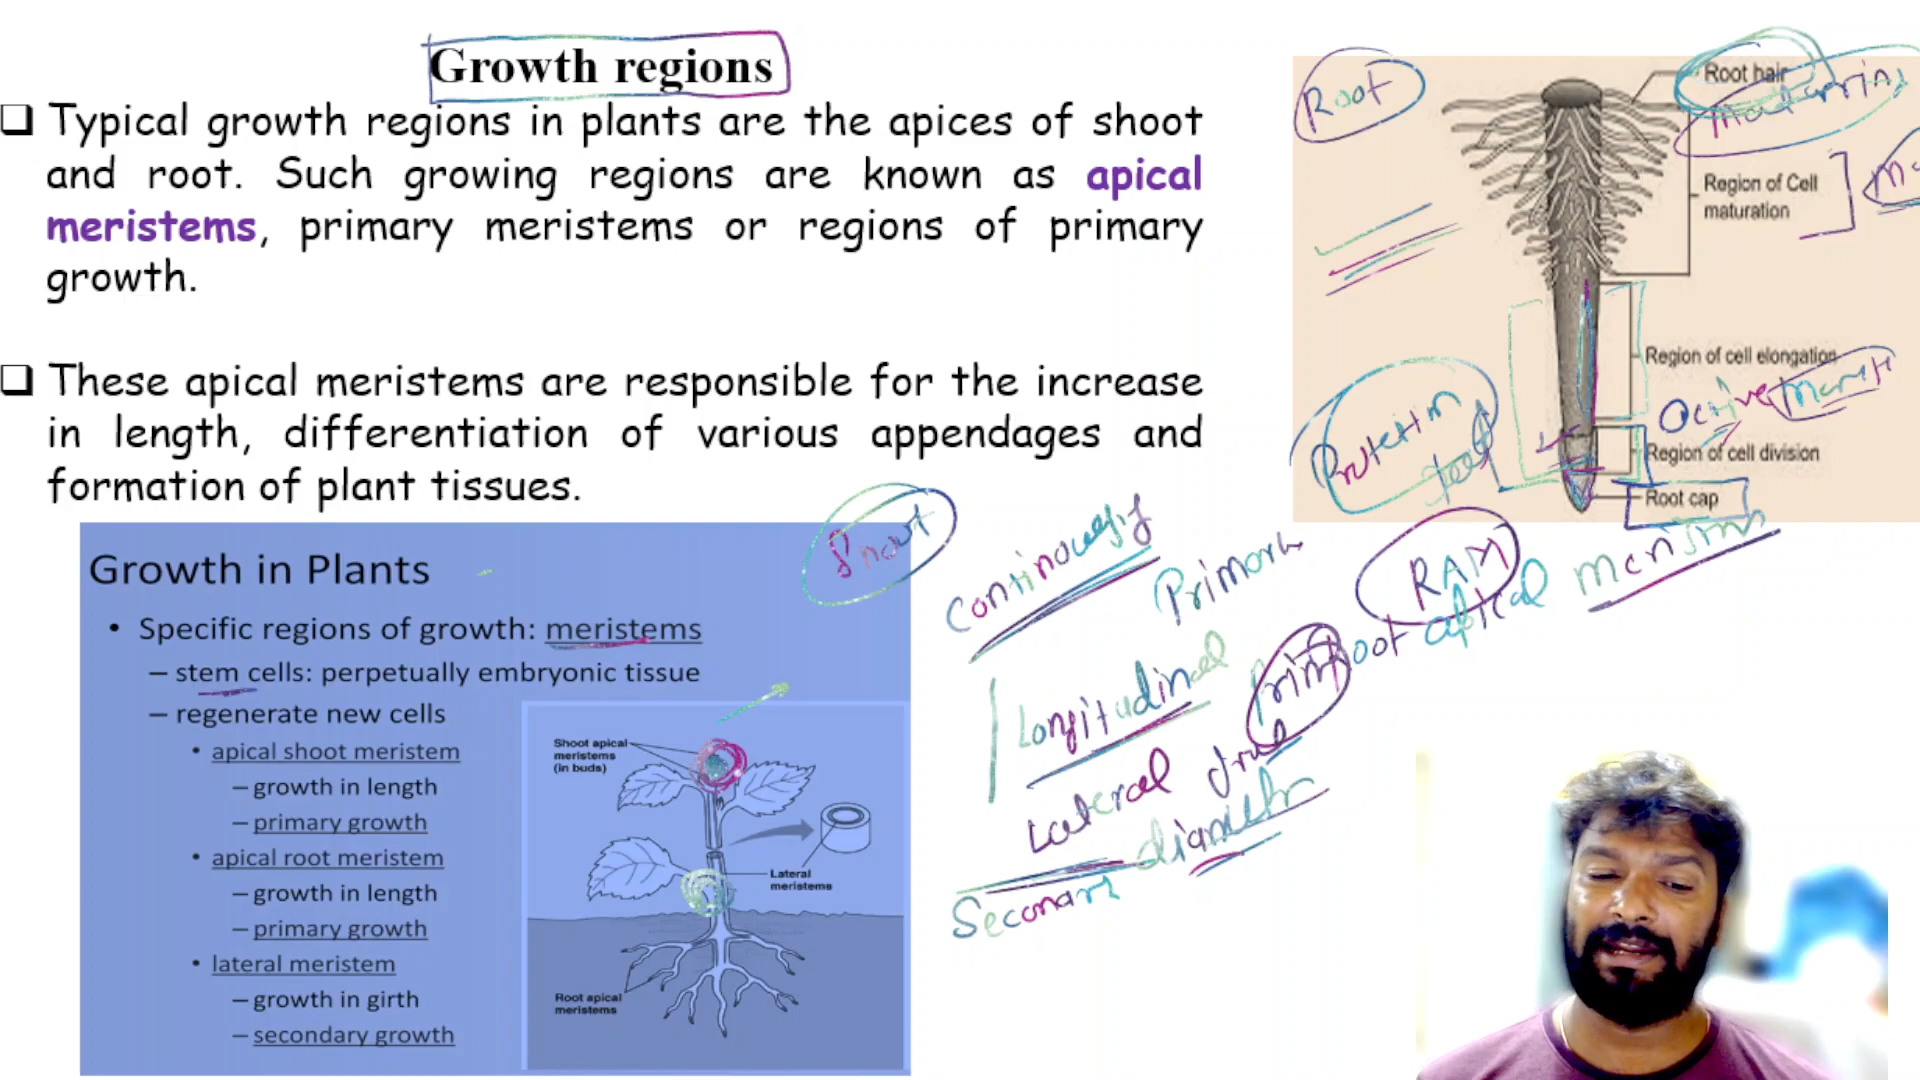 Growth regions
❑ Typical growth regions in plants are the apices of shoot
and root. Such growing regions are known as apical
meristems, primary meristems or regions of primary
growth.
❑ These apical meristems are responsible for the increase
in length, differentiation of various appendages and
formation of plant tissues.
Growth in Plants
• Specific regions of growth: meristems
– stem cells: perpetually embryonic tissue
– regenerate new cells
• apical shoot meristem
– growth in length
– primary growth
• apical root meristem
– growth in length
– primary growth
• lateral meristem
– growth in girth
– secondary growth
Shoot apical
meristems
(in buds)
Lateral
meristems
Root apical
meristems
Root
Root hair
Region of Cell
maturation
Region of cell elongation
Region of cell division
Root cap
Shoot
RAM
Root apical
Longitudinal
Lateral